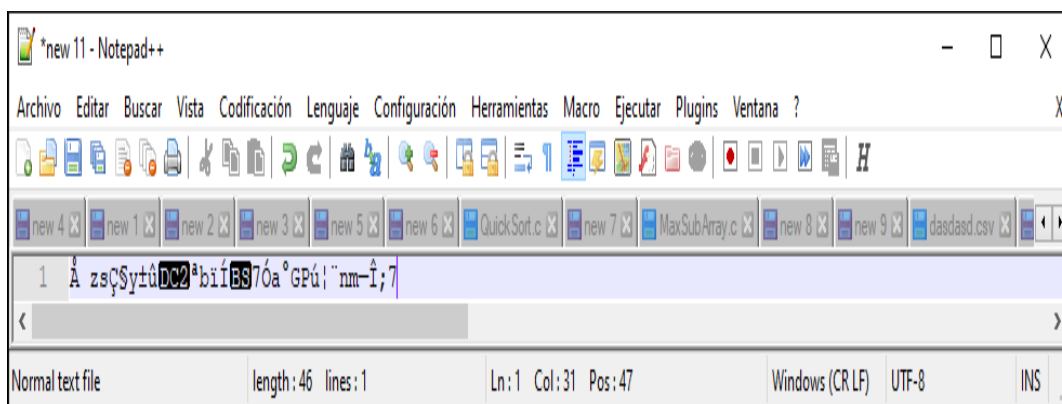 *new 11 - Notepad++
Archivo Editar Buscar Vista Codificación Lenguaje Configuración Herramientas Macro Ejecutar Plugins Ventana ? X
new 4 new 1 new 2 new 3 new 5 new 6 QuickSort.c new 7 MaxSubArray.c new 8 new 9 dasdasd.csv
1 Å zsÇ§y±ûDC2ªbïÍBS7Óa°GPú¦¨nm—Î;7
Normal text file length : 46 lines : 1 Ln : 1 Col : 31 Pos : 47 Windows (CR LF) UTF-8 INS